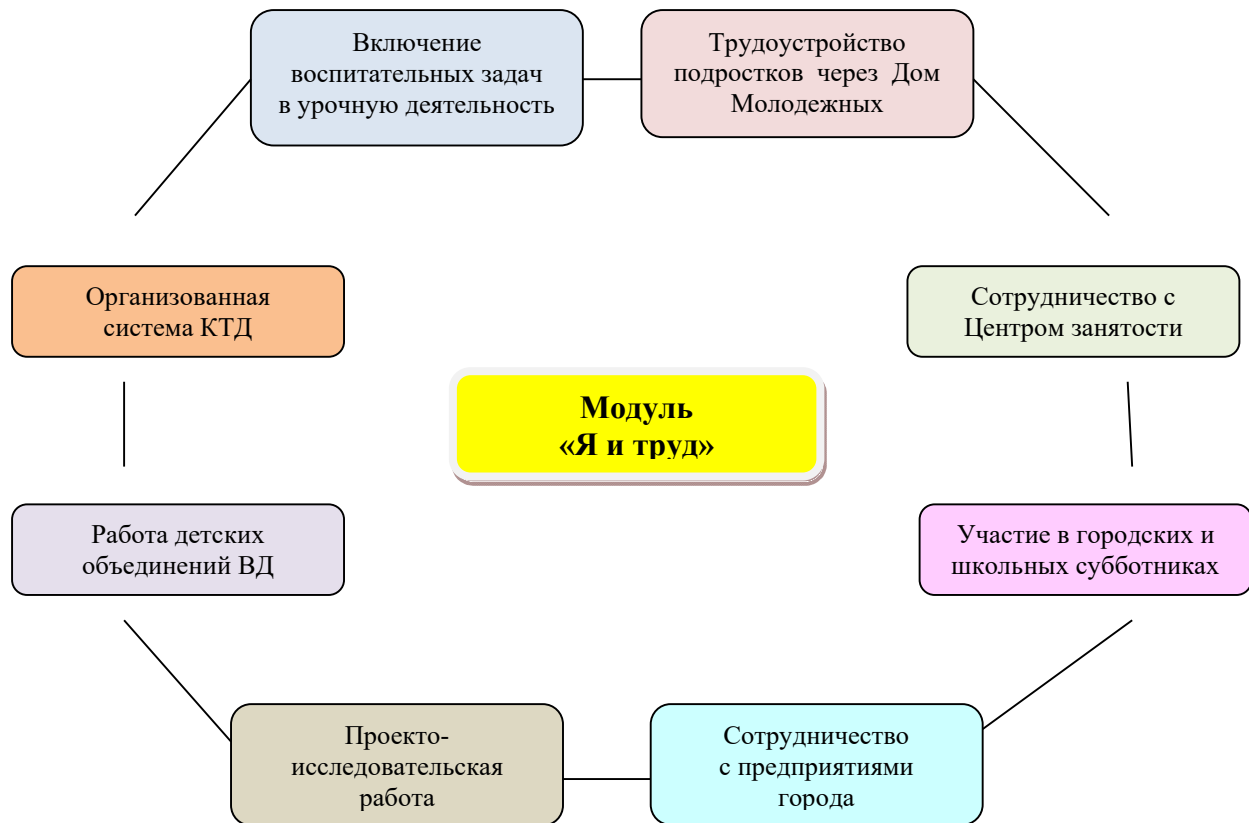 Включение
воспитательных задач
в урочную деятельность
Трудоустройство
подростков через Дом
Молодежных
Организованная
система КТД
Сотрудничество с
Центром занятости
Модуль
«Я и труд»
Работа детских
объединений ВД
Участие в городских и
школьных субботниках
Проекто-
исследовательская
работа
Сотрудничество
с предприятиями
города